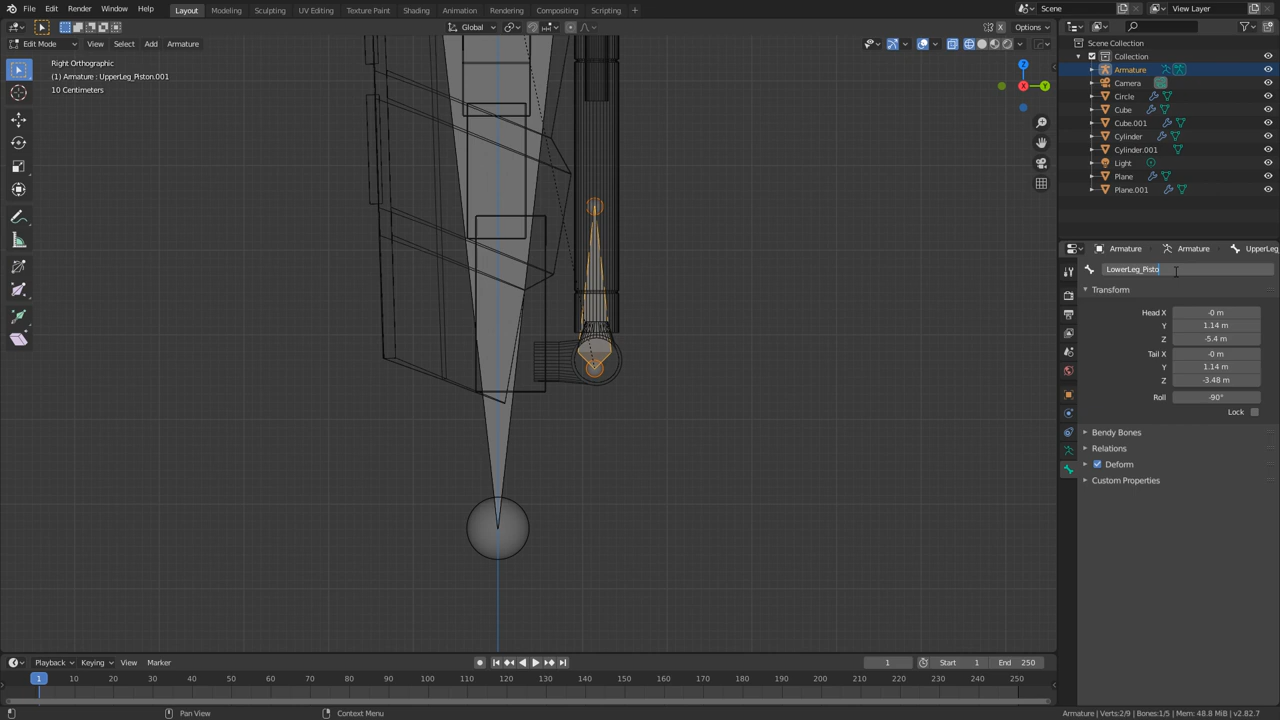 File Edit Render Window Help Layout Modeling Sculpting UV Editing Texture Paint Shading Animation Rendering Compositing Scripting + Scene View Layer
Global Options
Edit Mode View Select Add Armature
Right Orthographic
(1) Armature : UpperLeg_Piston.001
10 Centimeters
Z
X
Y
Scene Collection
Collection
Armature
Camera
Circle
Cube
Cube.001
Cylinder
Cylinder.001
Light
Plane
Plane.001
Armature Armature UpperLeg
LowerLeg_Pisto
Transform
Head X -0 m
Y 1.14 m
Z -5.4 m
Tail X -0 m
Y 1.14 m
Z -3.48 m
Roll -90°
Lock
Bendy Bones
Relations
Deform
Custom Properties
Playback Keying View Marker 1 Start 1 End 250
1 10 20 30 40 50 60 70 80 90 100 110 120 130 140 150 160 170 180 190 200 210 220 230 240 250
Pan View Context Menu Armature | Verts:2/9 | Bones:1/5 | Mem: 48.8 MiB | v2.82.7